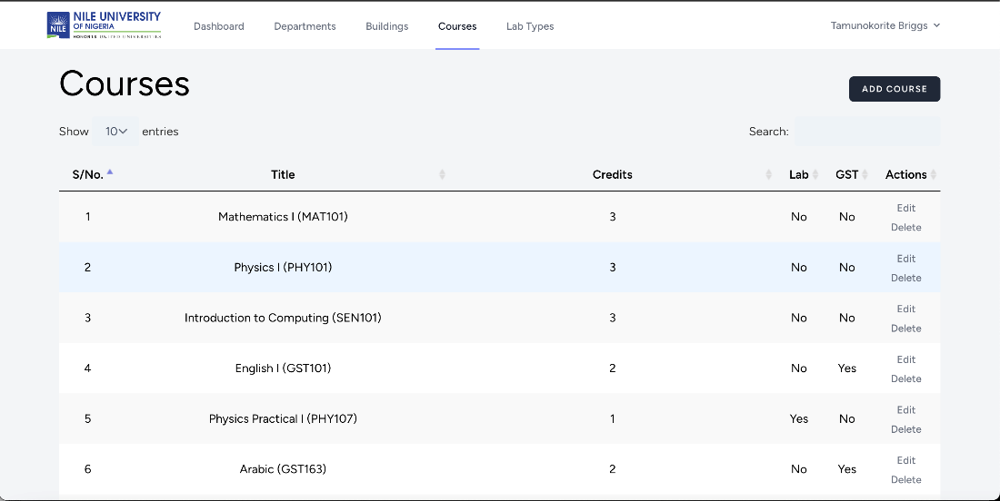 NILE UNIVERSITY
OF NIGERIA
NILE
HONORIS UNITED UNIVERSITIES
Dashboard Departments Buildings Courses Lab Types Tamunokorite Briggs
Courses
ADD COURSE
Show 10 entries Search:
S/No. Title Credits Lab GST Actions
1 Mathematics I (MAT101) 3 No No Edit Delete
2 Physics I (PHY101) 3 No No Edit Delete
3 Introduction to Computing (SEN101) 3 No No Edit Delete
4 English I (GST101) 2 No Yes Edit Delete
5 Physics Practical I (PHY107) 1 Yes No Edit Delete
6 Arabic (GST163) 2 No Yes Edit Delete